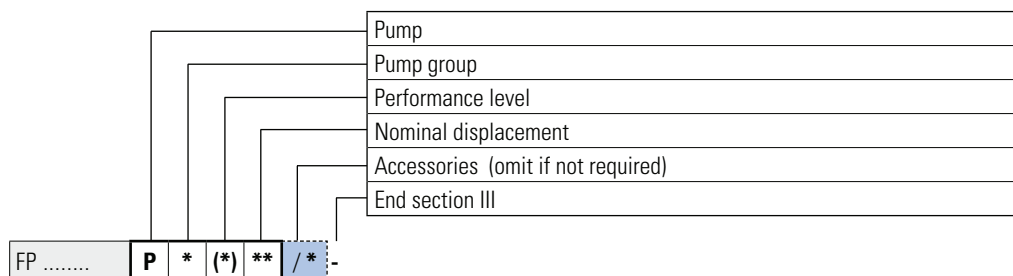 Pump
Pump group
Performance level
Nominal displacement
Accessories (omit if not required)
End section III
FP ........ P * (*) ** / * -